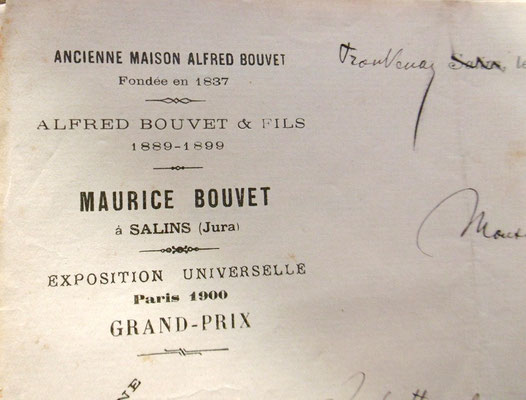 ANCIENNE MAISON ALFRED BOUVET
Fondée en 1837
ALFRED BOUVET & FILS
1889-1899
MAURICE BOUVET
à SALINS (Jura)
EXPOSITION UNIVERSELLE
Paris 1900
GRAND-PRIX